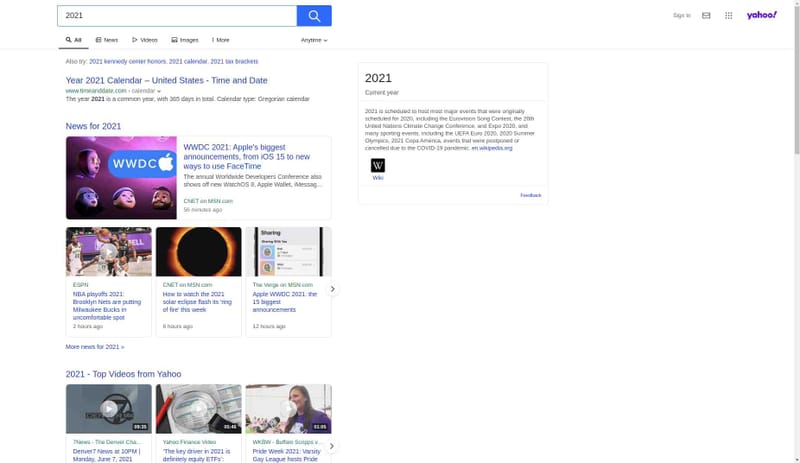 2021
Sign In
yahoo!
All
News
Videos
Images
More
Anytime
Also try: 2021 kennedy center honors, 2021 calendar, 2021 tax brackets
Year 2021 Calendar – United States - Time and Date
www.timeanddate.com › calendar
The year 2021 is a common year, with 365 days in total. Calendar type: Gregorian calendar
News for 2021
WWDC
WWDC 2021: Apple's biggest
announcements, from iOS 15 to new
ways to use FaceTime
The annual Worldwide Developers Conference also
shows off new WatchOS 8, Apple Wallet, iMessag...
CNET on MSN.com
56 minutes ago
ESPN
NBA playoffs 2021:
Brooklyn Nets are putting
Milwaukee Bucks in
uncomfortable spot
2 hours ago
CNET on MSN.com
How to watch the 2021
solar eclipse flash its 'ring
of fire' this week
6 hours ago
Sharing
The Verge on MSN.com
Apple WWDC 2021: the
15 biggest
announcements
12 hours ago
More news for 2021 »
2021 - Top Videos from Yahoo
09:35
7News - The Denver Cha...
Denver7 News at 10PM |
Monday, June 7, 2021
05:46
Yahoo Finance Video
'The key driver in 2021 is
definitely equity ETFs':
01:05
WKBW - Buffalo Scripps v...
Pride Week 2021: Varsity
Gay League hosts Pride
2021
Current year
2021 is scheduled to host most major events that were originally
scheduled for 2020, including the Eurovision Song Contest, the 26th
United Nations Climate Change Conference, and Expo 2020, and
many sporting events, including the UEFA Euro 2020, 2020 Summer
Olympics, 2021 Copa América, events that were postponed or
cancelled due to the COVID-19 pandemic. en.wikipedia.org
W
Wiki
Feedback